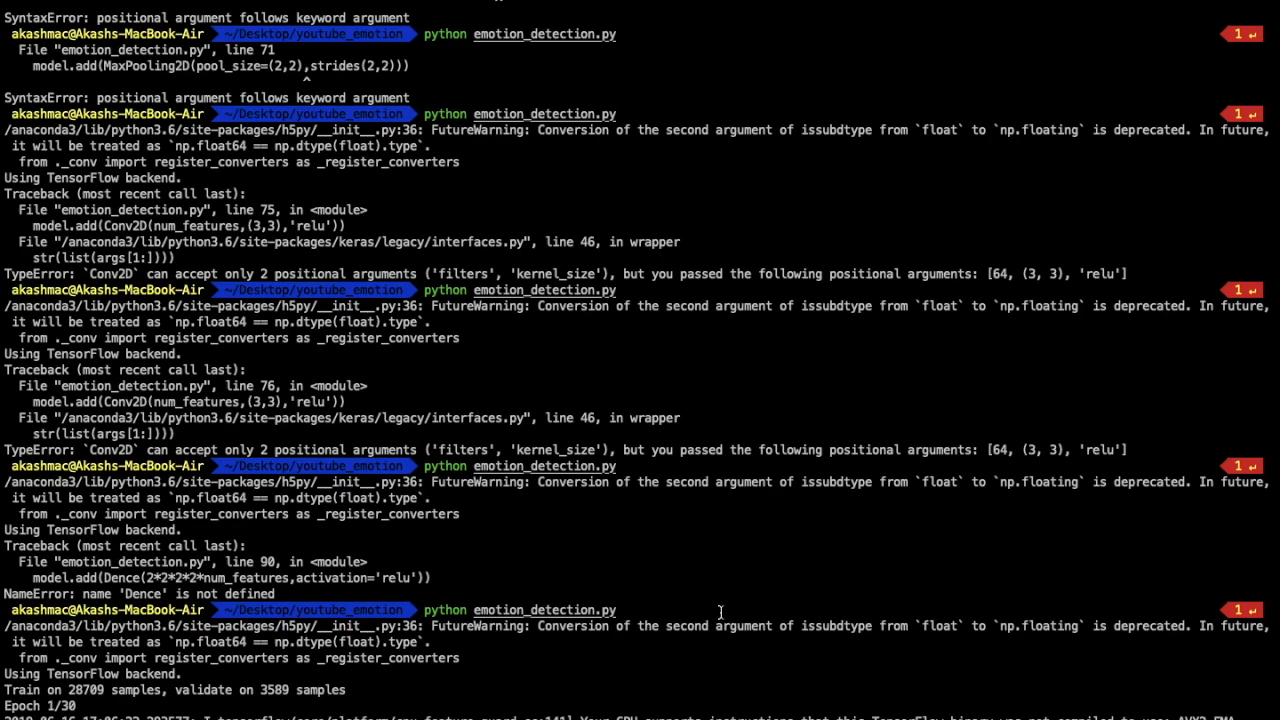 SyntaxError: positional argument follows keyword argument
akashmac@Akashs-MacBook-Air ~/Desktop/youtube_emotion python emotion_detection.py 1 ↵
File "emotion_detection.py", line 71
model.add(MaxPooling2D(pool_size=(2,2),strides(2,2)))
^
SyntaxError: positional argument follows keyword argument
akashmac@Akashs-MacBook-Air ~/Desktop/youtube_emotion python emotion_detection.py 1 ↵
/anaconda3/lib/python3.6/site-packages/h5py/__init__.py:36: FutureWarning: Conversion of the second argument of issubdtype from `float` to `np.floating` is deprecated. In future,
it will be treated as `np.float64 == np.dtype(float).type`.
from ._conv import register_converters as _register_converters
Using TensorFlow backend.
Traceback (most recent call last):
File "emotion_detection.py", line 75, in <module>
model.add(Conv2D(num_features,(3,3),'relu'))
File "/anaconda3/lib/python3.6/site-packages/keras/legacy/interfaces.py", line 46, in wrapper
str(list(args[1:])))
TypeError: `Conv2D` can accept only 2 positional arguments ('filters', 'kernel_size'), but you passed the following positional arguments: [64, (3, 3), 'relu']
akashmac@Akashs-MacBook-Air ~/Desktop/youtube_emotion python emotion_detection.py 1 ↵
/anaconda3/lib/python3.6/site-packages/h5py/__init__.py:36: FutureWarning: Conversion of the second argument of issubdtype from `float` to `np.floating` is deprecated. In future,
it will be treated as `np.float64 == np.dtype(float).type`.
from ._conv import register_converters as _register_converters
Using TensorFlow backend.
Traceback (most recent call last):
File "emotion_detection.py", line 76, in <module>
model.add(Conv2D(num_features,(3,3),'relu'))
File "/anaconda3/lib/python3.6/site-packages/keras/legacy/interfaces.py", line 46, in wrapper
str(list(args[1:])))
TypeError: `Conv2D` can accept only 2 positional arguments ('filters', 'kernel_size'), but you passed the following positional arguments: [64, (3, 3), 'relu']
akashmac@Akashs-MacBook-Air ~/Desktop/youtube_emotion python emotion_detection.py 1 ↵
/anaconda3/lib/python3.6/site-packages/h5py/__init__.py:36: FutureWarning: Conversion of the second argument of issubdtype from `float` to `np.floating` is deprecated. In future,
it will be treated as `np.float64 == np.dtype(float).type`.
from ._conv import register_converters as _register_converters
Using TensorFlow backend.
Traceback (most recent call last):
File "emotion_detection.py", line 90, in <module>
model.add(Dence(2*2*2*2*num_features,activation='relu'))
NameError: name 'Dence' is not defined
akashmac@Akashs-MacBook-Air ~/Desktop/youtube_emotion python emotion_detection.py 1 ↵
/anaconda3/lib/python3.6/site-packages/h5py/__init__.py:36: FutureWarning: Conversion of the second argument of issubdtype from `float` to `np.floating` is deprecated. In future,
it will be treated as `np.float64 == np.dtype(float).type`.
from ._conv import register_converters as _register_converters
Using TensorFlow backend.
Train on 28709 samples, validate on 3589 samples
Epoch 1/30